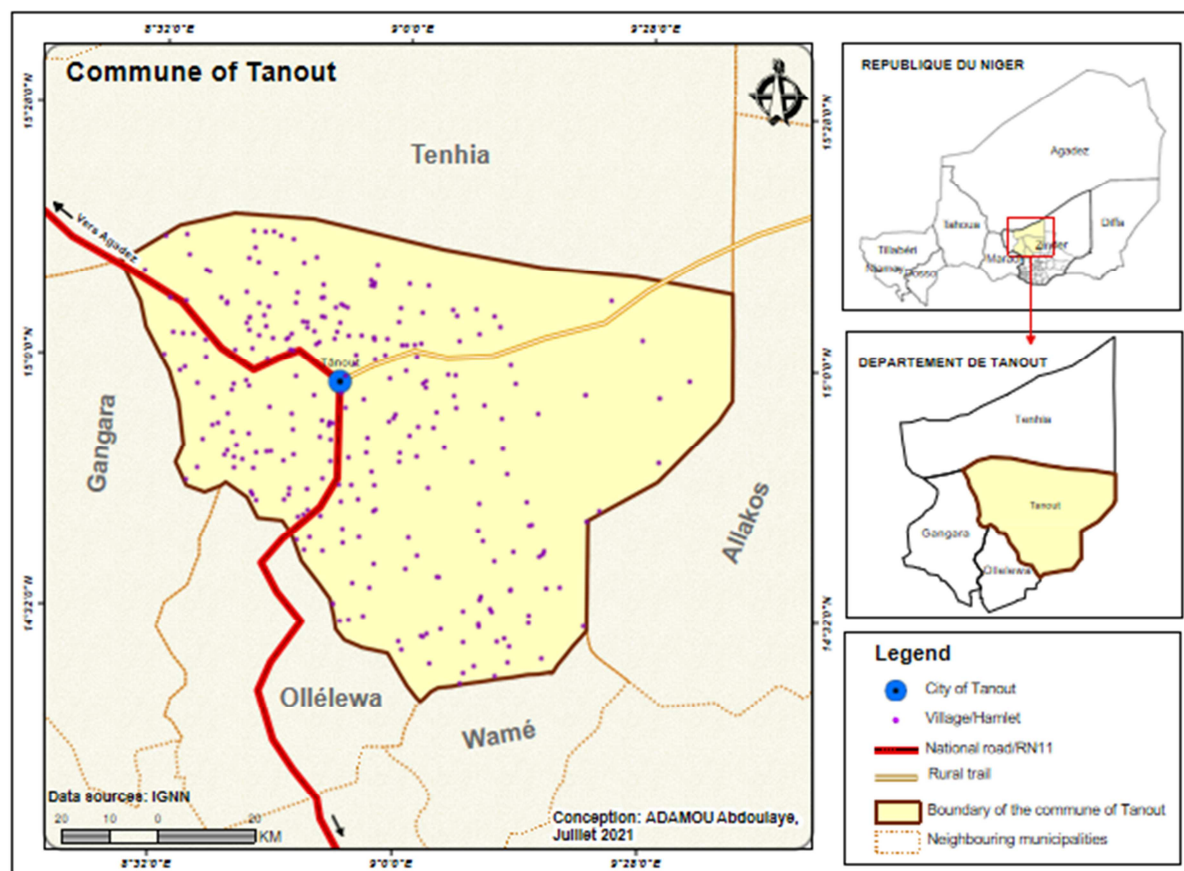 8°32'0"E
9°0'0"E
9°28'0"E
Commune of Tanout
15°28'0"N
15°28'0"N
Tenhia
Vers Agadez
15°0'0"N
15°0'0"N
Tanout
Gangara
Allakos
14°32'0"N
14°32'0"N
Ollélewa
Wamé
Data sources: IGNN
20 10 0 20
KM
Conception: ADAMOU Abdoulaye,
Juillet 2021
8°32'0"E
9°0'0"E
9°28'0"E
REPUBLIQUE DU NIGER
Agadez
Tahoua
Diffa
Tillabéri
Zinder
Maradi
Niamey
Dosso
DEPARTEMENT DE TANOUT
Tenhia
Tanout
Gangara
Ollelewa
Legend
City of Tanout
Village/Hamlet
National road/RN11
Rural trail
Boundary of the commune of Tanout
Neighbouring municipalities